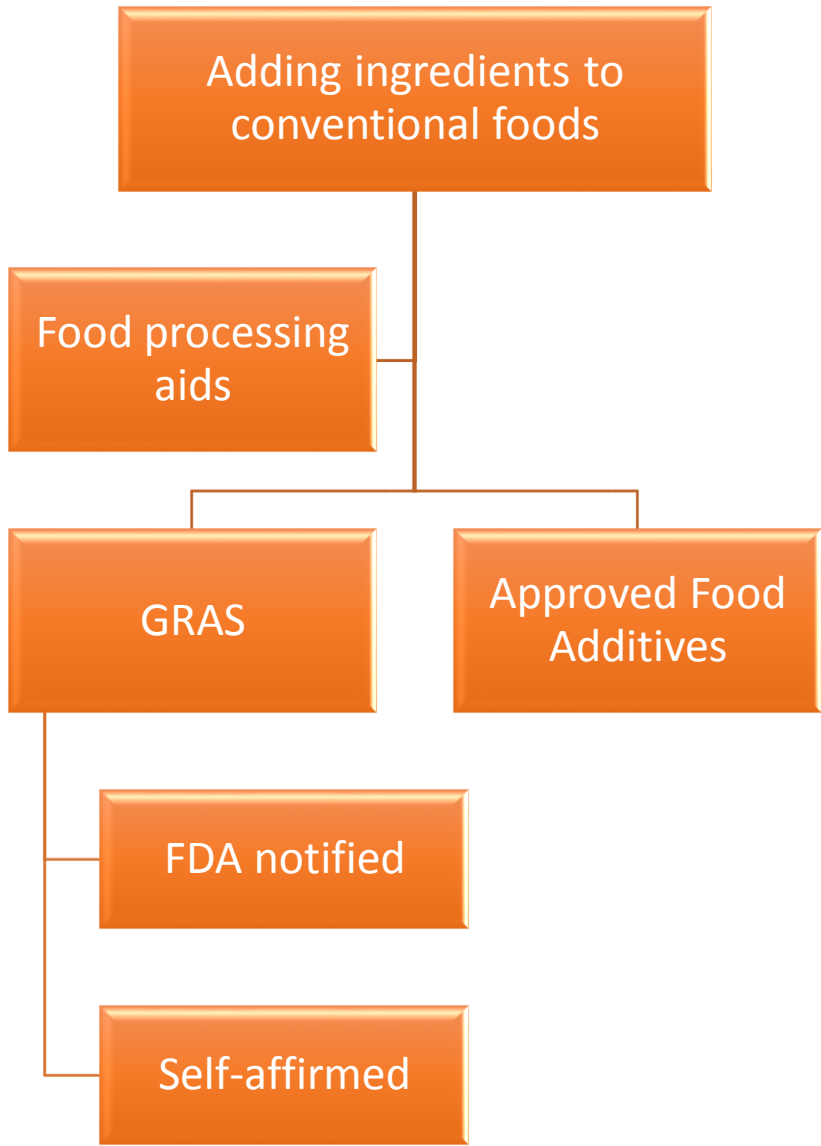 Adding ingredients to
conventional foods
Food processing
aids
GRAS
Approved Food
Additives
FDA notified
Self-affirmed